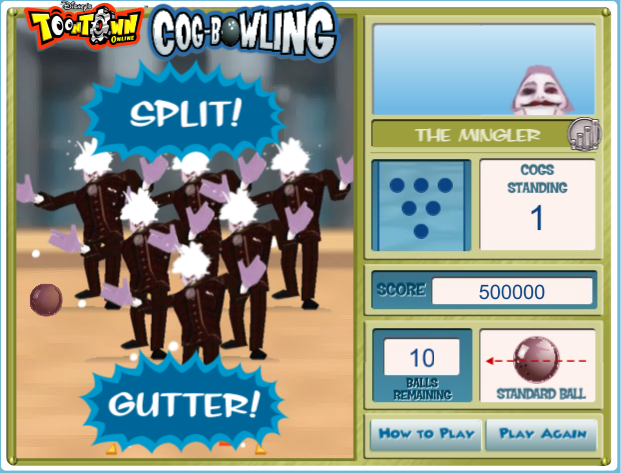 Disney's
TOONTOWN
ONLINE
COG-BOWLING
SPLIT!
THE MINGLER
COGS
STANDING
1
SCORE 500000
10
BALLS
REMAINING
STANDARD BALL
GUTTER!
HOW TO PLAY
PLAY AGAIN